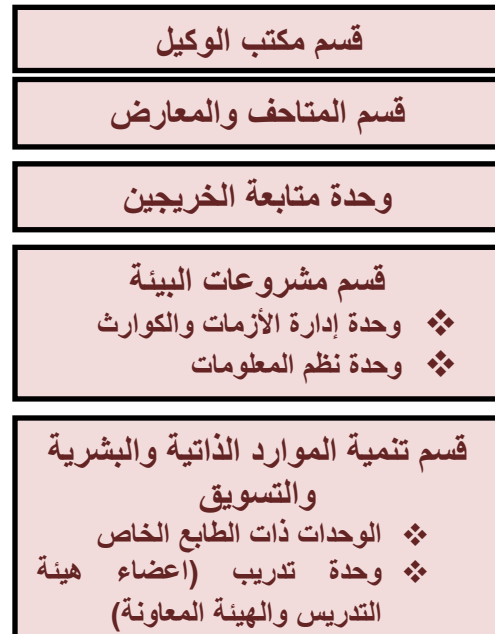 قسم مكتب الوكيل
قسم المتاحف والمعارض
وحدة متابعة الخريجين
قسم مشروعات البيئة
❖ وحدة إدارة الأزمات والكوارث
❖ وحدة نظم المعلومات
قسم تنمية الموارد الذاتية والبشرية
والتسويق
❖ الوحدات ذات الطابع الخاص
❖ وحدة تدريب (اعضاء هيئة
التدريس والهيئة المعاونة)